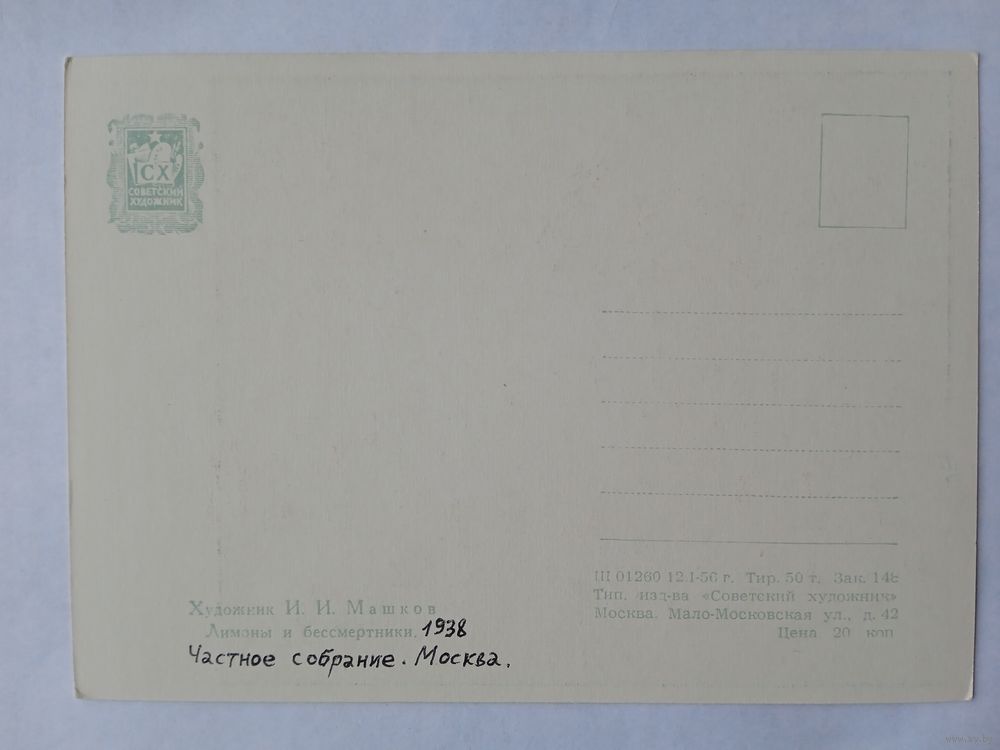 СХ
СОВЕТСКИЙ
ХУДОЖНИК
Художник И. И. Машков
Лимоны и бессмертники. 1938
Частное собрание. Москва.
Ш 01260 12.I-56 г. Тир. 50 т. Зак. 148
Тип. изд-ва «Советский художник»
Москва. Мало-Московская ул., д. 42
Цена 20 коп